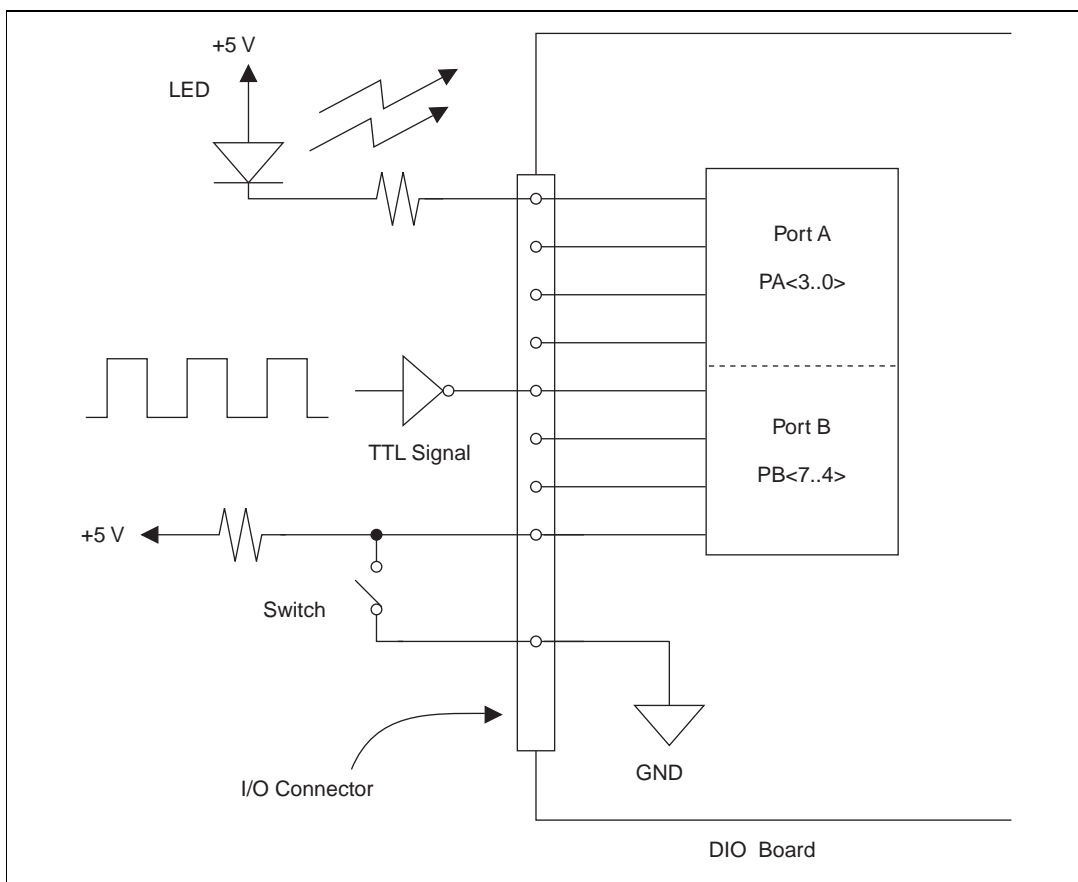 +5 V
LED
Port A
PA<3..0>
TTL Signal
Port B
PB<7..4>
+5 V
Switch
I/O Connector
GND
DIO Board